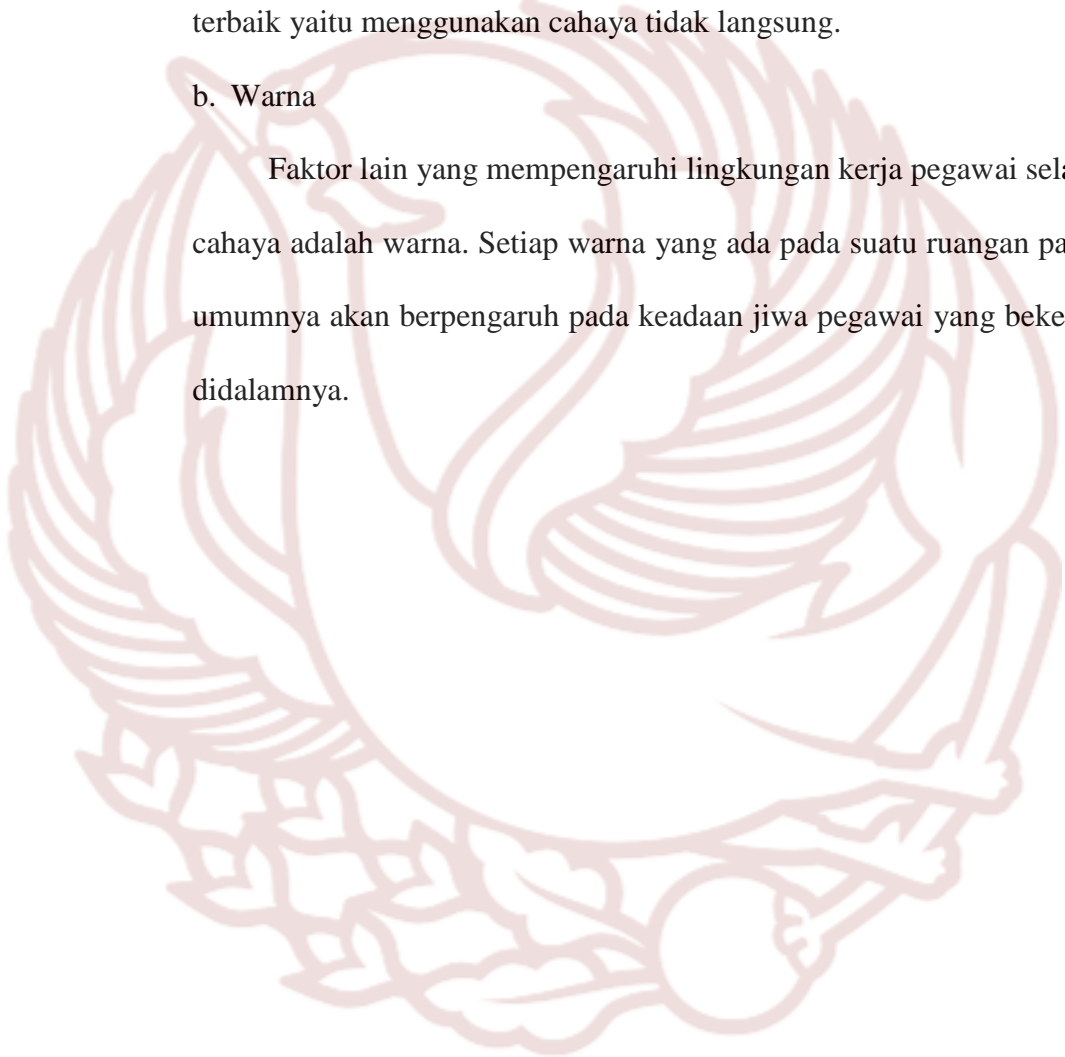 terbaik yaitu menggunakan cahaya tidak langsung.
b. Warna
Faktor lain yang mempengaruhi lingkungan kerja pegawai
cahaya adalah warna. Setiap warna yang ada pada suatu ruangan
umumnya akan berpengaruh pada keadaan jiwa pegawai yang
didalamnya.